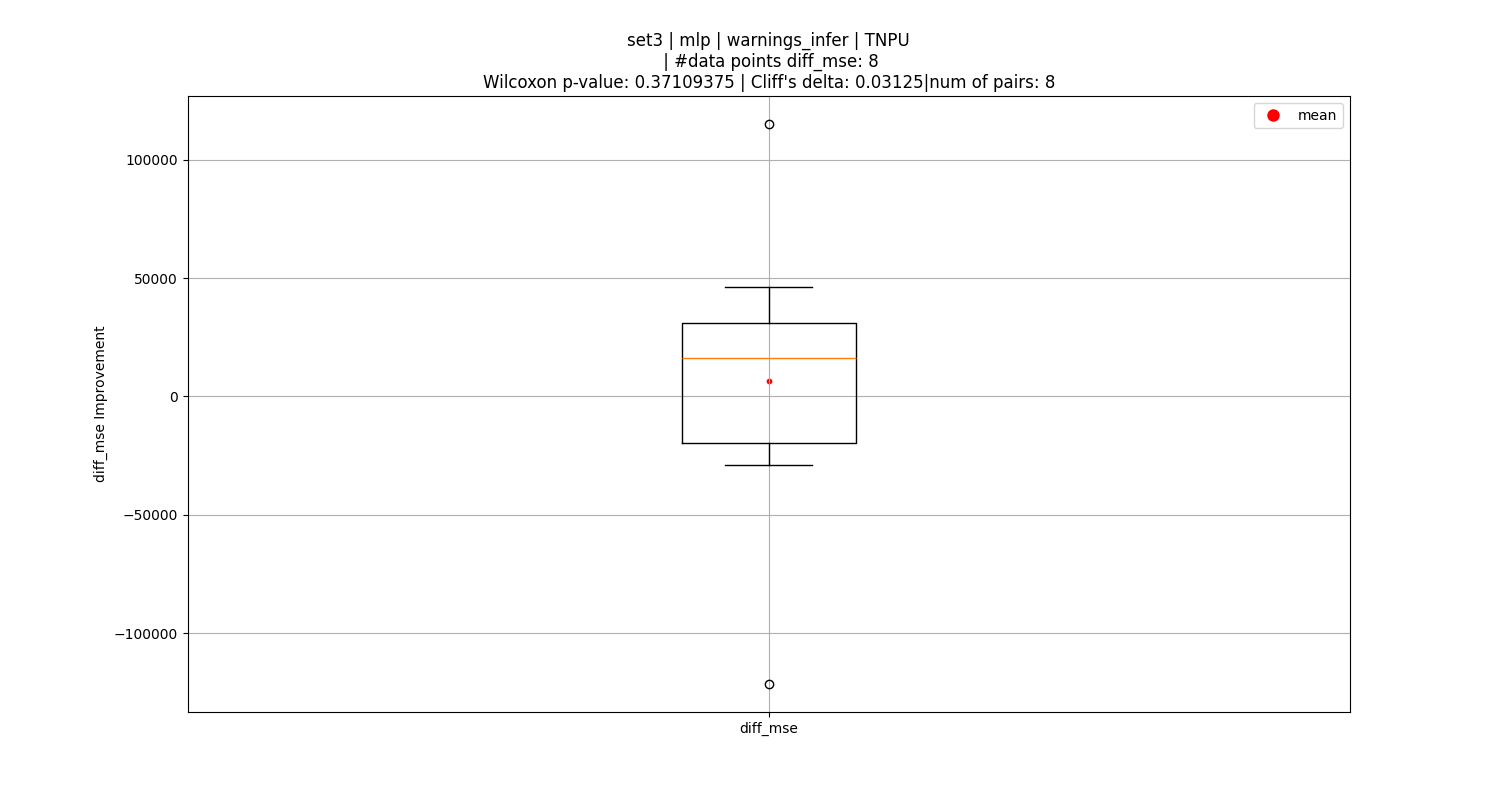 set3 | mlp | warnings_infer | TNPU
| #data points diff_mse: 8
Wilcoxon p-value: 0.37109375 | Cliff's delta: 0.03125|num of pairs: 8
mean
100000
50000
0
−50000
−100000
diff_mse Improvement
diff_mse